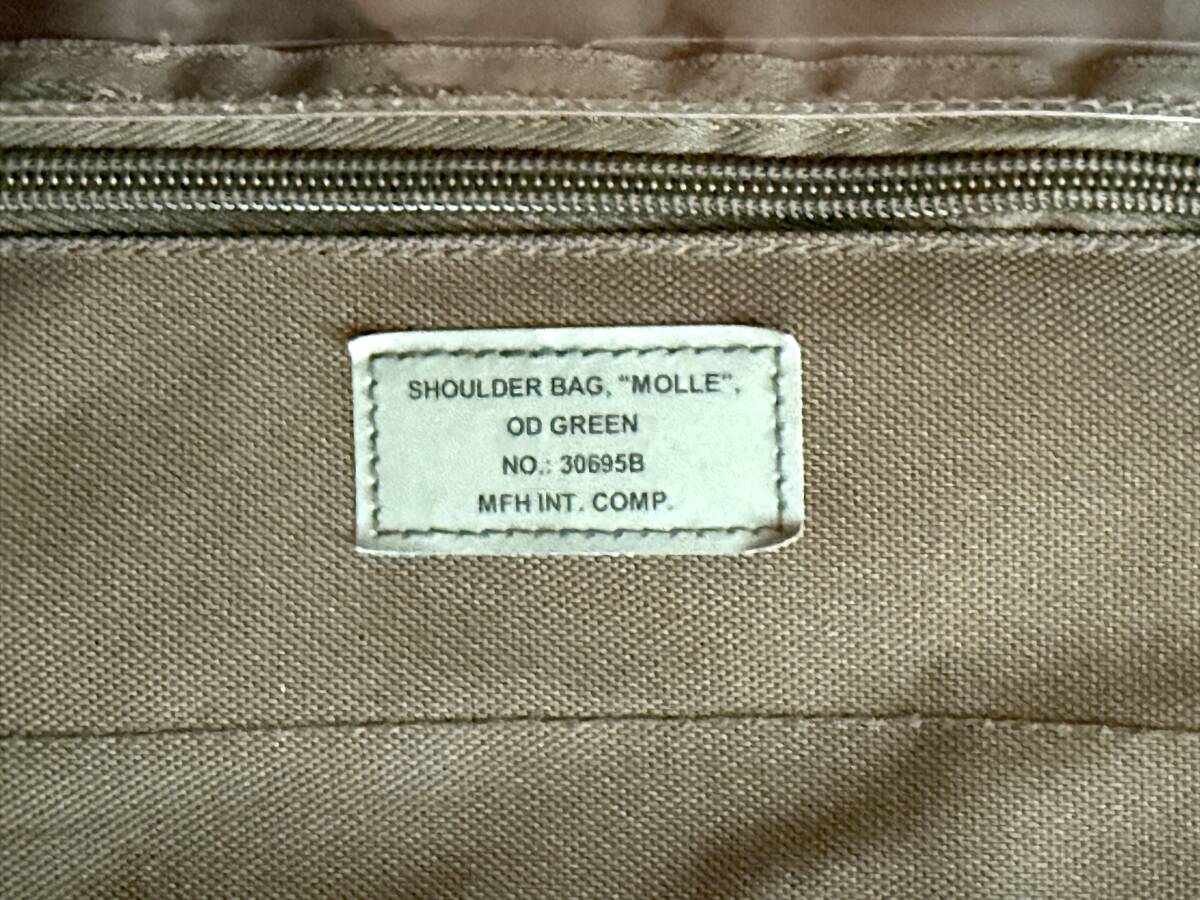 SHOULDER BAG, "MOLLE",
OD GREEN
NO.: 30695B
MFH INT. COMP.